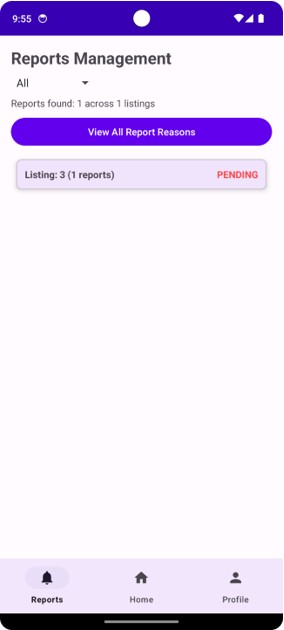 9:55
Reports Management
All
Reports found: 1 across 1 listings
View All Report Reasons
Listing: 3 (1 reports) PENDING
Reports Home Profile